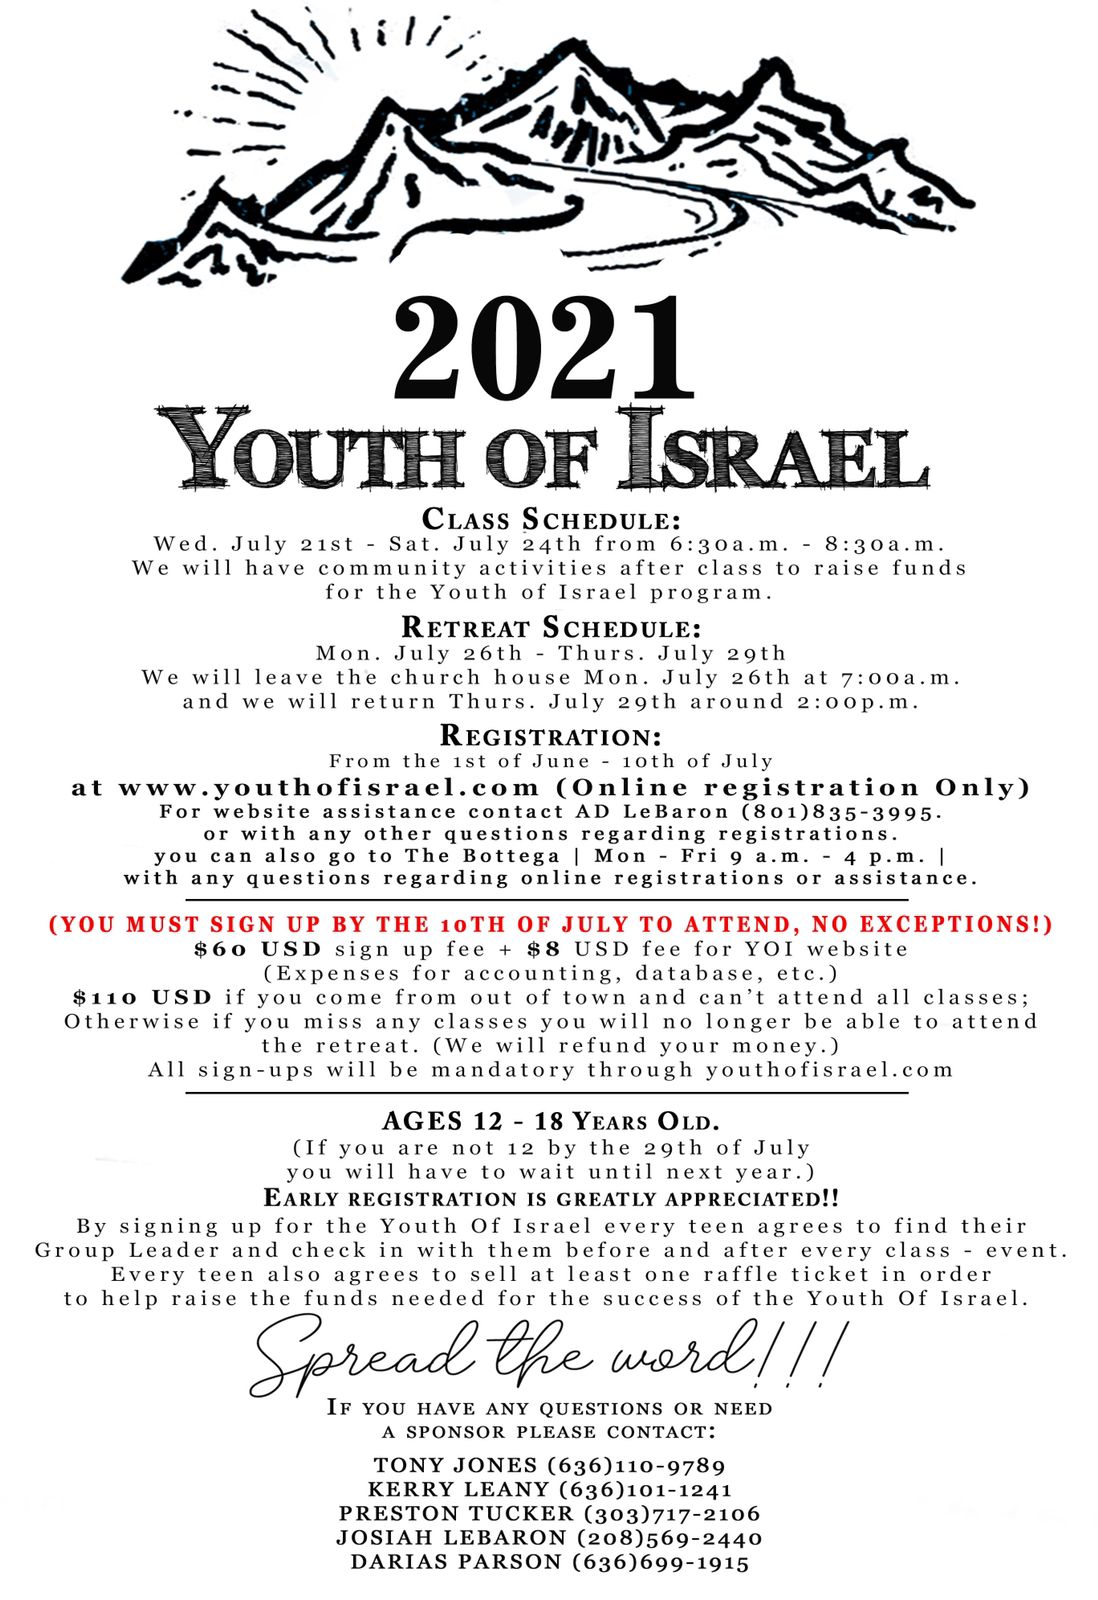 2021
YOUTH OF ISRAEL
CLASS SCHEDULE:
Wed. July 21st - Sat. July 24th from 6:30a.m. - 8:30a.m.
We will have community activities after class to raise funds
for the Youth of Israel program.
RETREAT SCHEDULE:
Mon. July 26th - Thurs. July 29th
We will leave the church house Mon. July 26th at 7:00a.m.
and we will return Thurs. July 29th around 2:00p.m.
REGISTRATION:
From the 1st of June - 10th of July
at www.youthofisrael.com (Online registration Only)
For website assistance contact AD LeBaron (801)835-3995.
or with any other questions regarding registrations.
you can also go to The Bottega | Mon - Fri 9 a.m. - 4 p.m. |
with any questions regarding online registrations or assistance.
(YOU MUST SIGN UP BY THE 10TH OF JULY TO ATTEND, NO EXCEPTIONS!)
$60 USD sign up fee + $8 USD fee for YOI website
(Expenses for accounting, database, etc.)
$110 USD if you come from out of town and can't attend all classes;
Otherwise if you miss any classes you will no longer be able to attend
the retreat. (We will refund your money.)
All sign-ups will be mandatory through youthofisrael.com
AGES 12 - 18 YEARS OLD.
(If you are not 12 by the 29th of July
you will have to wait until next year.)
EARLY REGISTRATION IS GREATLY APPRECIATED!!
By signing up for the Youth Of Israel every teen agrees to find their
Group Leader and check in with them before and after every class - event.
Every teen also agrees to sell at least one raffle ticket in order
to help raise the funds needed for the success of the Youth Of Israel.
Spread the word!!!
IF YOU HAVE ANY QUESTIONS OR NEED
A SPONSOR PLEASE CONTACT:
TONY JONES (636)110-9789
KERRY LEANY (636)101-1241
PRESTON TUCKER (303)717-2106
JOSIAH LEBARON (208)569-2440
DARIAS PARSON (636)699-1915